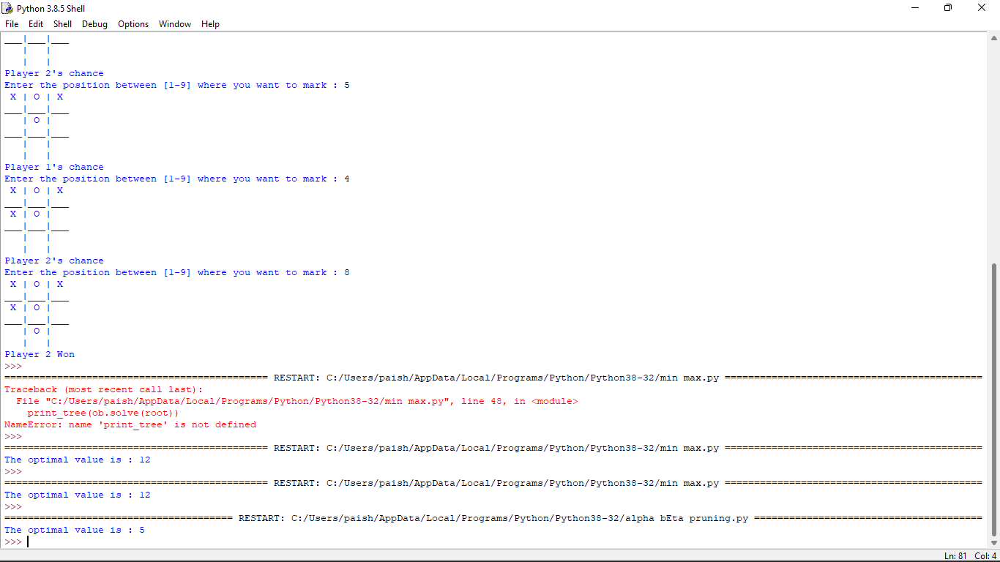 Python 3.8.5 Shell
File Edit Shell Debug Options Window Help
___|___|___
   |   |
   |   |
Player 2's chance
Enter the position between [1-9] where you want to mark : 5
 X | O | X
___|___|___
   | O |
___|___|___
   |   |
   |   |
Player 1's chance
Enter the position between [1-9] where you want to mark : 4
 X | O | X
___|___|___
 X | O |
___|___|___
   |   |
   |   |
Player 2's chance
Enter the position between [1-9] where you want to mark : 8
 X | O | X
___|___|___
 X | O |
___|___|___
   | O |
   |   |
Player 2 Won
>>>
============================================= RESTART: C:/Users/paish/AppData/Local/Programs/Python/Python38-32/min max.py ============================================
Traceback (most recent call last):
  File "C:/Users/paish/AppData/Local/Programs/Python/Python38-32/min max.py", line 48, in <module>
    print_tree(ob.solve(root))
NameError: name 'print_tree' is not defined
>>>
============================================= RESTART: C:/Users/paish/AppData/Local/Programs/Python/Python38-32/min max.py ============================================
The optimal value is : 12
>>>
============================================= RESTART: C:/Users/paish/AppData/Local/Programs/Python/Python38-32/min max.py ============================================
The optimal value is : 12
>>>
======================================= RESTART: C:/Users/paish/AppData/Local/Programs/Python/Python38-32/alpha bEta pruning.py =======================================
The optimal value is : 5
>>>
Ln: 81 Col: 4